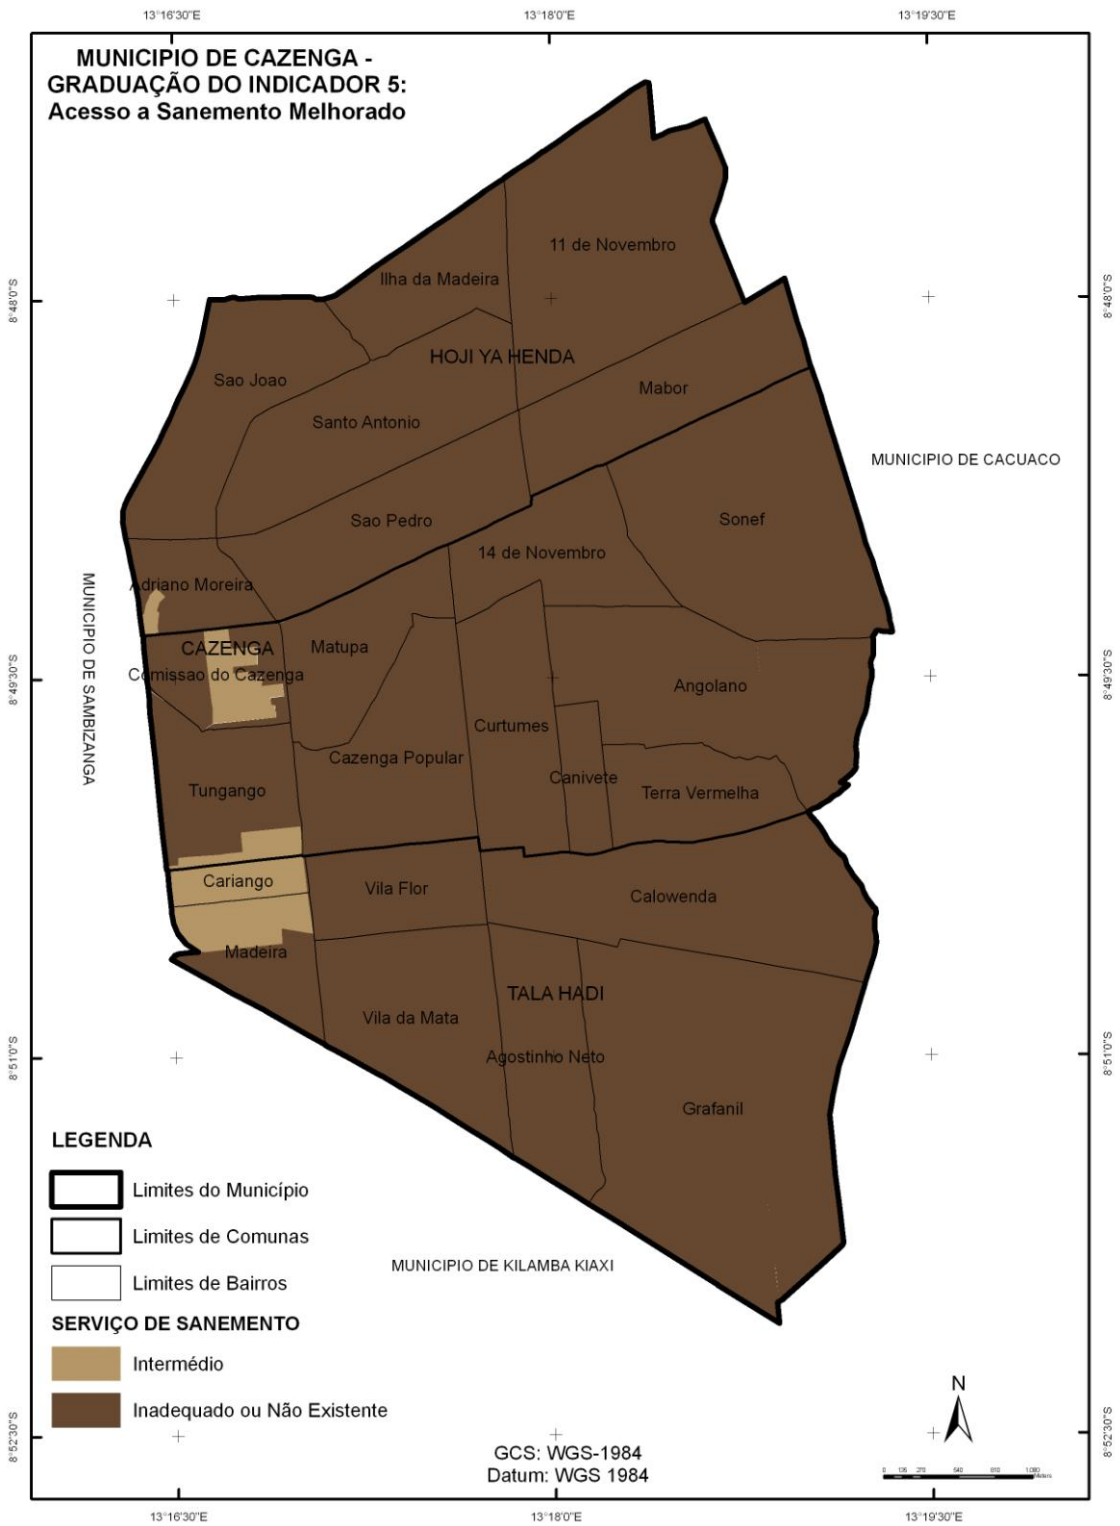 13°16'30"E
13°18'0"E
13°19'30"E
MUNICIPIO DE CAZENGA -
GRADUAÇÃO DO INDICADOR 5:
Acesso a Sanemento Melhorado
11 de Novembro
Ilha da Madeira
8°48'0"S
8°48'0"S
HOJI YA HENDA
Sao Joao
Mabor
Santo Antonio
MUNICIPIO DE CACUACO
Sao Pedro
Sonef
14 de Novembro
Adriano Moreira
MUNICIPIO DE SAMBIZANGA
CAZENGA
Matupa
Comissao do Cazenga
8°49'30"S
8°49'30"S
Angolano
Curtumes
Cazenga Popular
Canivete
Tungango
Terra Vermelha
Cariango
Vila Flor
Calowenda
Madeira
TALA HADI
Vila da Mata
Agostinho Neto
8°51'0"S
8°51'0"S
Grafanil
LEGENDA
Limites do Município
Limites de Comunas
Limites de Bairros
MUNICIPIO DE KILAMBA KIAXI
SERVIÇO DE SANEMENTO
Intermédio
Inadequado ou Não Existente
N
8°52'30"S
8°52'30"S
GCS: WGS-1984
Datum: WGS 1984
13°16'30"E
13°18'0"E
13°19'30"E